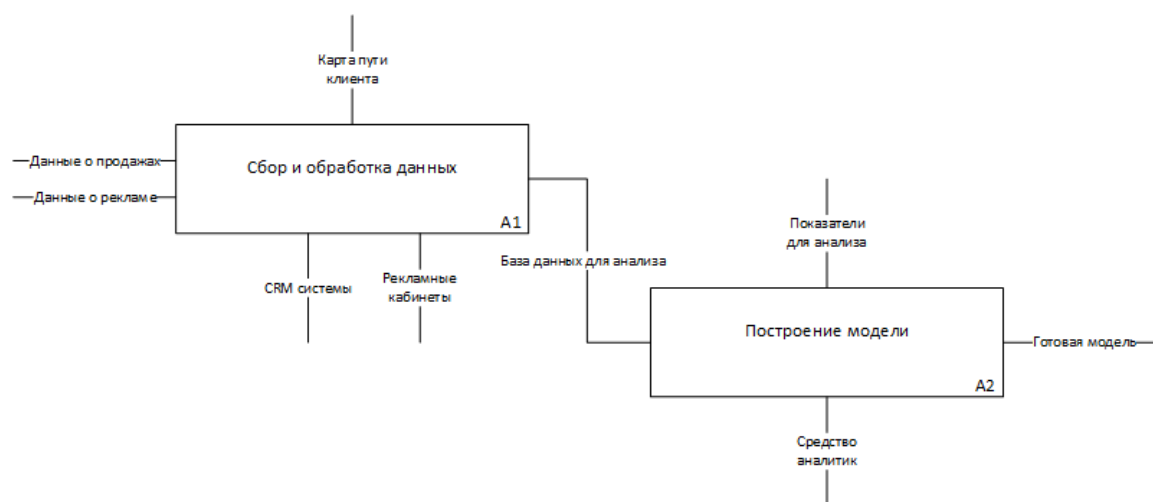 Карта пути
клиента
Данные о продажах
Сбор и обработка данных
Данные о рекламе
A1
Показатели
для анализа
База данных для анализа
CRM системы
Рекламные
кабинеты
Построение модели
Готовая модель
A2
Средство
аналитик